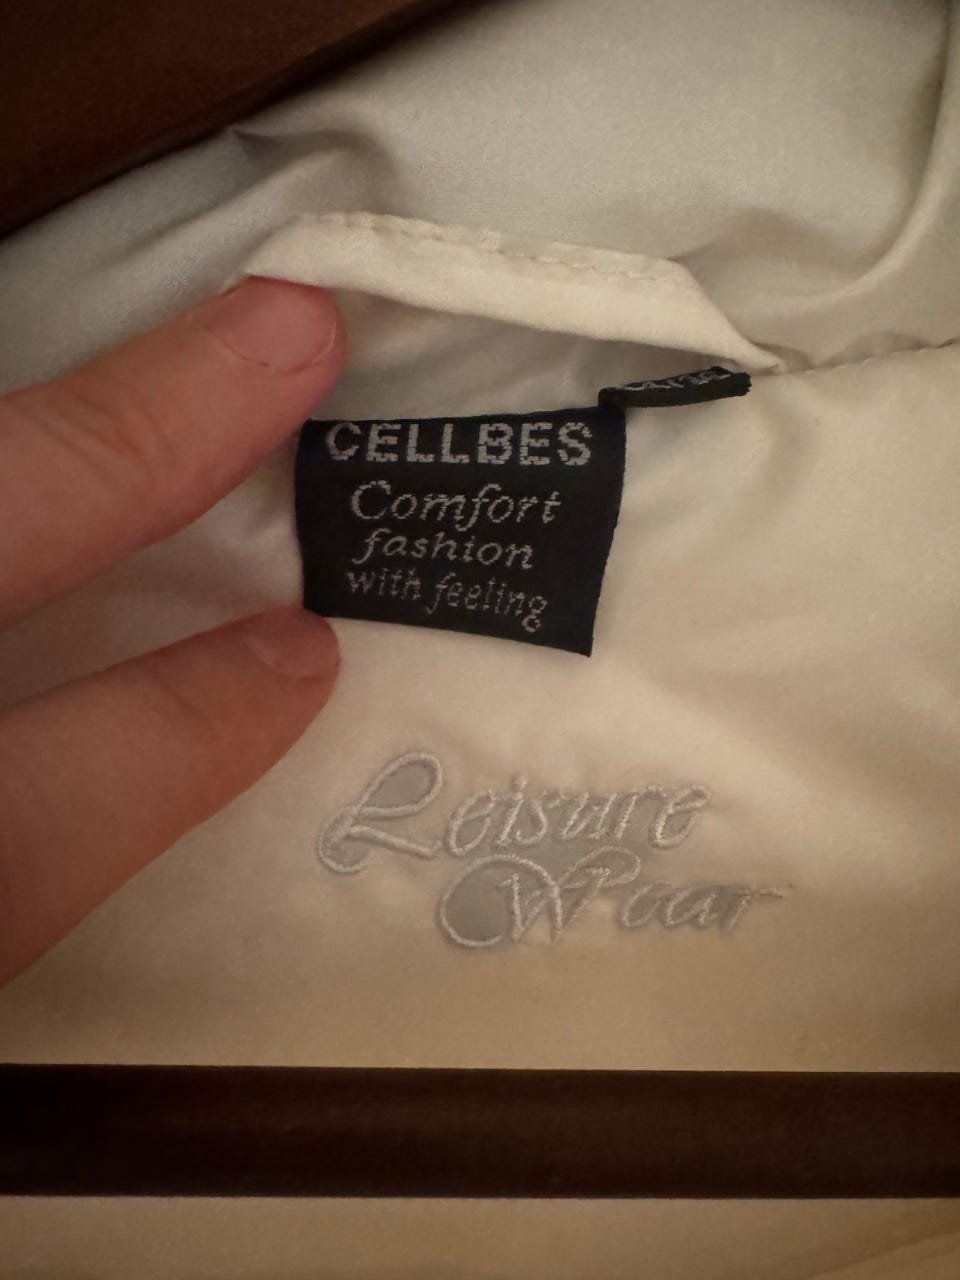 CELLBES
Comfort
fashion
with feeling
Leisure
Wear